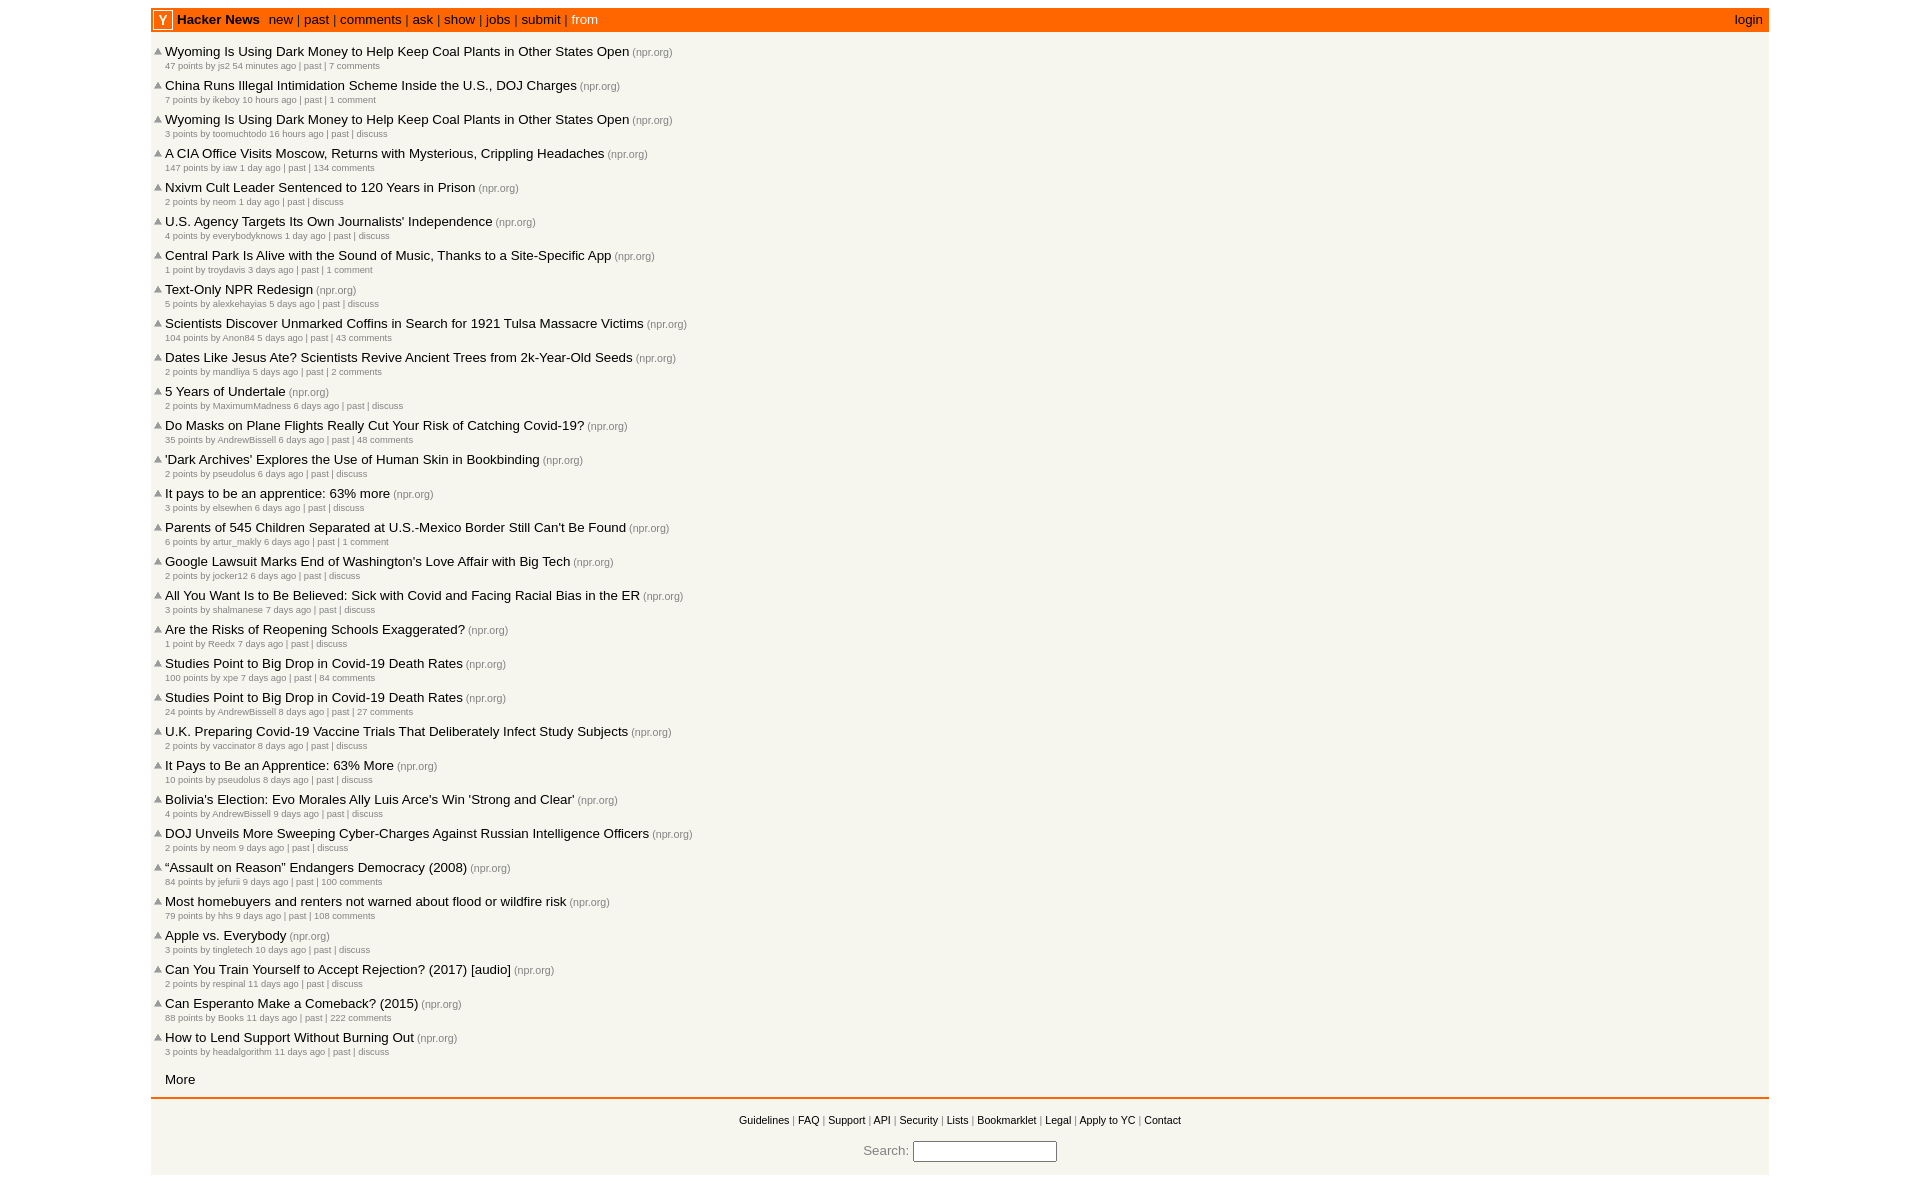 Y Hacker News new | past | comments | ask | show | jobs | submit | from login
Wyoming Is Using Dark Money to Help Keep Coal Plants in Other States Open (npr.org)
47 points by js2 54 minutes ago | past | 7 comments
China Runs Illegal Intimidation Scheme Inside the U.S., DOJ Charges (npr.org)
7 points by ikeboy 10 hours ago | past | 1 comment
Wyoming Is Using Dark Money to Help Keep Coal Plants in Other States Open (npr.org)
3 points by toomuchtodo 16 hours ago | past | discuss
A CIA Office Visits Moscow, Returns with Mysterious, Crippling Headaches (npr.org)
147 points by iaw 1 day ago | past | 134 comments
Nxivm Cult Leader Sentenced to 120 Years in Prison (npr.org)
2 points by neom 1 day ago | past | discuss
U.S. Agency Targets Its Own Journalists' Independence (npr.org)
4 points by everybodyknows 1 day ago | past | discuss
Central Park Is Alive with the Sound of Music, Thanks to a Site-Specific App (npr.org)
1 point by troydavis 3 days ago | past | 1 comment
Text-Only NPR Redesign (npr.org)
5 points by alexkehayias 5 days ago | past | discuss
Scientists Discover Unmarked Coffins in Search for 1921 Tulsa Massacre Victims (npr.org)
104 points by Anon84 5 days ago | past | 43 comments
Dates Like Jesus Ate? Scientists Revive Ancient Trees from 2k-Year-Old Seeds (npr.org)
2 points by mandliya 5 days ago | past | 2 comments
5 Years of Undertale (npr.org)
2 points by MaximumMadness 6 days ago | past | discuss
Do Masks on Plane Flights Really Cut Your Risk of Catching Covid-19? (npr.org)
35 points by AndrewBissell 6 days ago | past | 48 comments
'Dark Archives' Explores the Use of Human Skin in Bookbinding (npr.org)
2 points by pseudolus 6 days ago | past | discuss
It pays to be an apprentice: 63% more (npr.org)
3 points by elsewhen 6 days ago | past | discuss
Parents of 545 Children Separated at U.S.-Mexico Border Still Can't Be Found (npr.org)
6 points by artur_makly 6 days ago | past | 1 comment
Google Lawsuit Marks End of Washington's Love Affair with Big Tech (npr.org)
2 points by jocker12 6 days ago | past | discuss
All You Want Is to Be Believed: Sick with Covid and Facing Racial Bias in the ER (npr.org)
3 points by shalmanese 7 days ago | past | discuss
Are the Risks of Reopening Schools Exaggerated? (npr.org)
1 point by Reedx 7 days ago | past | discuss
Studies Point to Big Drop in Covid-19 Death Rates (npr.org)
100 points by xpe 7 days ago | past | 84 comments
Studies Point to Big Drop in Covid-19 Death Rates (npr.org)
24 points by AndrewBissell 8 days ago | past | 27 comments
U.K. Preparing Covid-19 Vaccine Trials That Deliberately Infect Study Subjects (npr.org)
2 points by vaccinator 8 days ago | past | discuss
It Pays to Be an Apprentice: 63% More (npr.org)
10 points by pseudolus 8 days ago | past | discuss
Bolivia's Election: Evo Morales Ally Luis Arce's Win 'Strong and Clear' (npr.org)
4 points by AndrewBissell 9 days ago | past | discuss
DOJ Unveils More Sweeping Cyber-Charges Against Russian Intelligence Officers (npr.org)
2 points by neom 9 days ago | past | discuss
“Assault on Reason” Endangers Democracy (2008) (npr.org)
84 points by jefurii 9 days ago | past | 100 comments
Most homebuyers and renters not warned about flood or wildfire risk (npr.org)
79 points by hhs 9 days ago | past | 108 comments
Apple vs. Everybody (npr.org)
3 points by tingletech 10 days ago | past | discuss
Can You Train Yourself to Accept Rejection? (2017) [audio] (npr.org)
2 points by respinal 11 days ago | past | discuss
Can Esperanto Make a Comeback? (2015) (npr.org)
88 points by Books 11 days ago | past | 222 comments
How to Lend Support Without Burning Out (npr.org)
3 points by headalgorithm 11 days ago | past | discuss
More
Guidelines | FAQ | Support | API | Security | Lists | Bookmarklet | Legal | Apply to YC | Contact
Search: